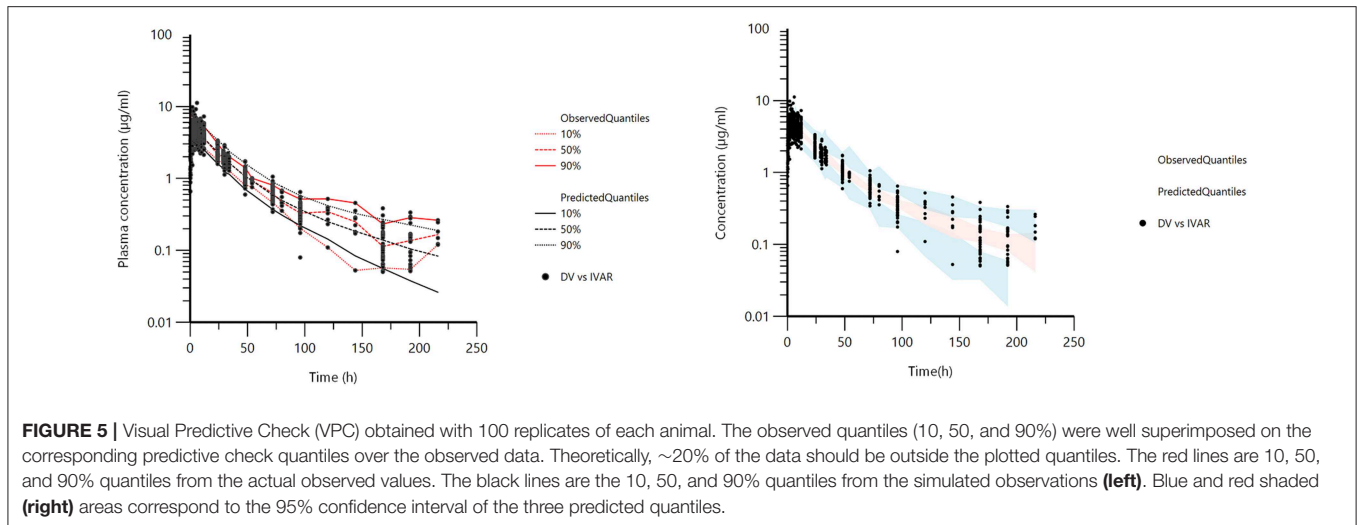 100
10
1
0.1
0.01
0
50
100
150
200
250
Plasma concentration (µg/ml)
Time (h)
ObservedQuantiles
10%
50%
90%
PredictedQuantiles
10%
50%
90%
DV vs IVAR
100
10
1
0.1
0.01
0
50
100
150
200
250
Concentration (µg/ml)
Time(h)
ObservedQuantiles
PredictedQuantiles
DV vs IVAR
FIGURE 5 | Visual Predictive Check (VPC) obtained with 100 replicates of each animal. The observed quantiles (10, 50, and 90%) were well superimposed on the
corresponding predictive check quantiles over the observed data. Theoretically, ~20% of the data should be outside the plotted quantiles. The red lines are 10, 50,
and 90% quantiles from the actual observed values. The black lines are the 10, 50, and 90% quantiles from the simulated observations (left). Blue and red shaded
(right) areas correspond to the 95% confidence interval of the three predicted quantiles.